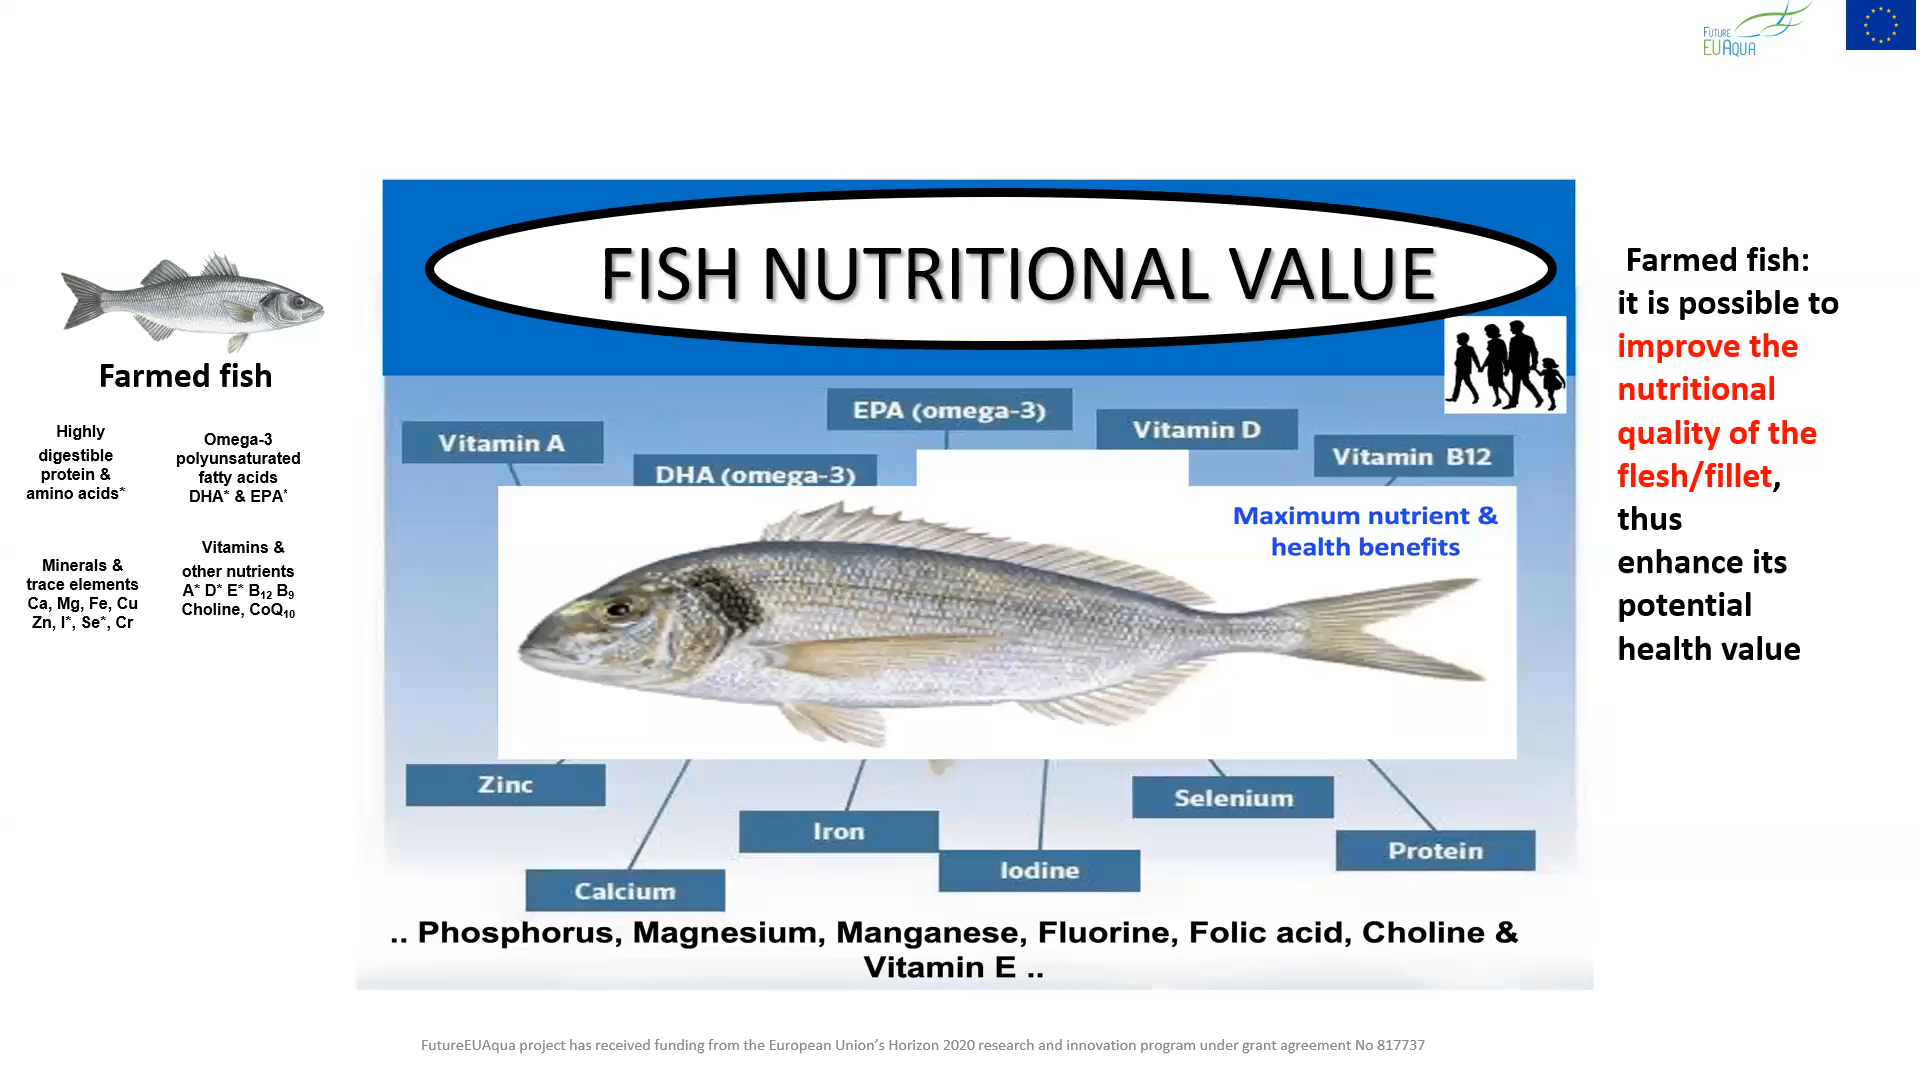 FUTURE
EUAQUA
FISH NUTRITIONAL VALUE
Farmed fish
Highly
digestible
protein &
amino acids*
Omega-3
polyunsaturated
fatty acids
DHA* & EPA*
Minerals &
trace elements
Ca, Mg, Fe, Cu
Zn, I*, Se*, Cr
Vitamins &
other nutrients
A* D* E* B12 B9
Choline, CoQ10
Vitamin A
DHA (omega-3)
EPA (omega-3)
Vitamin D
Vitamin B12
Maximum nutrient &
health benefits
Zinc
Calcium
Iron
Iodine
Selenium
Protein
.. Phosphorus, Magnesium, Manganese, Fluorine, Folic acid, Choline &
Vitamin E ..
Farmed fish:
it is possible to
improve the
nutritional
quality of the
flesh/fillet,
thus
enhance its
potential
health value
FutureEUAqua project has received funding from the European Union's Horizon 2020 research and innovation program under grant agreement No 817737